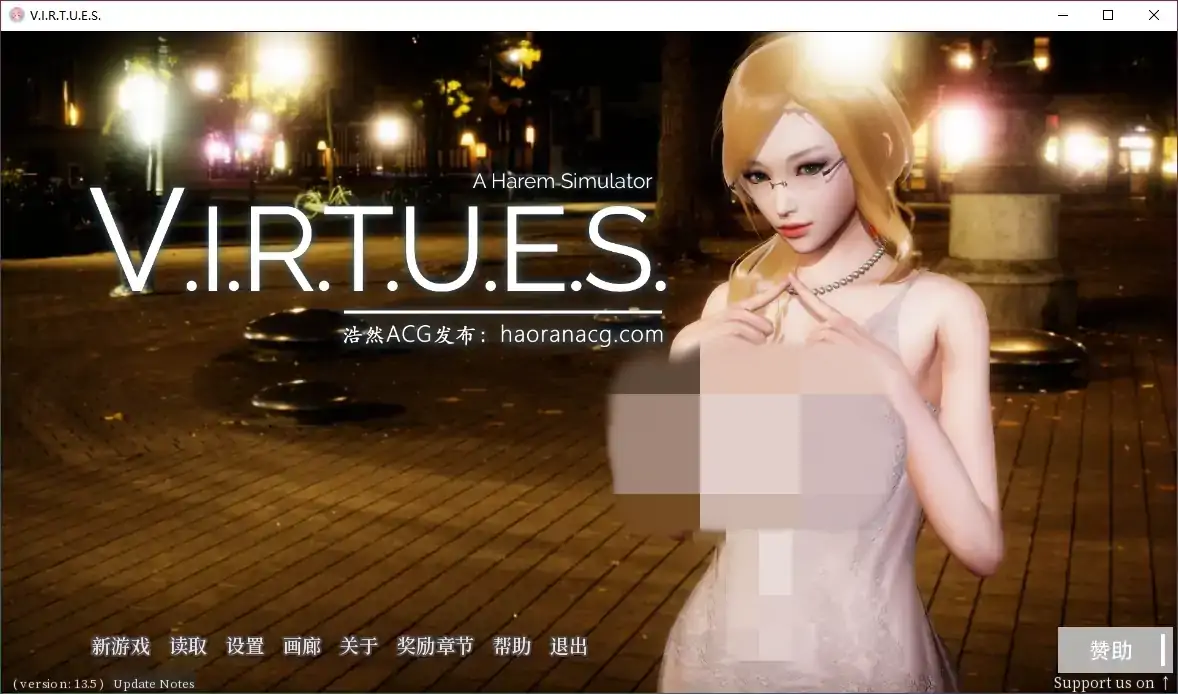 V.I.R.T.U.E.S.
A Harem Simulator
V.I.R.T.U.E.S.
浩然ACG发布：haoranacg.com
新游戏 读取 设置 画廊 关于 奖励章节 帮助 退出
赞助
(version: 13.5) Update Notes
Support us on ↑